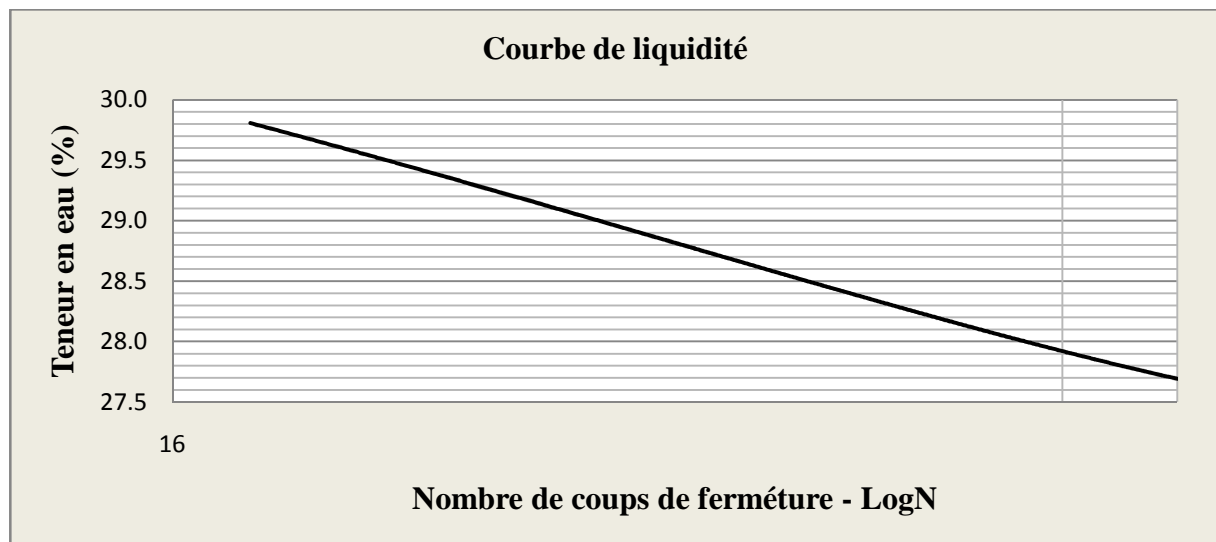 Courbe de liquidité
Teneur en eau (%)
30.0
29.5
29.0
28.5
28.0
27.5
16
Nombre de coups de ferméture - LogN